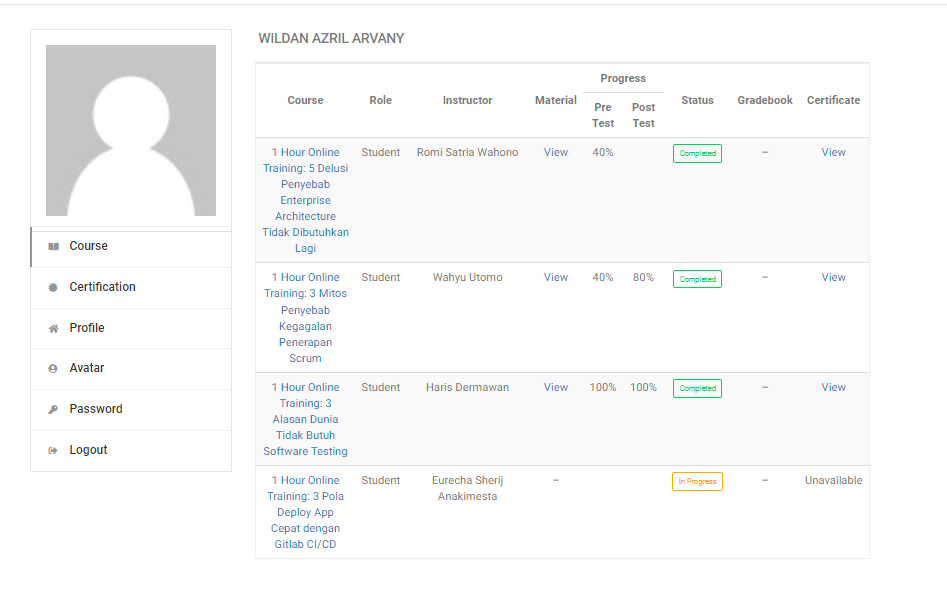 WILDAN AZRIL ARVANY
Course
Certification
Profile
Avatar
Password
Logout
Course Role Instructor Material Progress Status Gradebook Certificate
Pre Test Post Test
1 Hour Online Student Romi Satria Wahono View 40% Completed – View
Training: 5 Delusi
Penyebab
Enterprise
Architecture
Tidak Dibutuhkan
Lagi
1 Hour Online Student Wahyu Utomo View 40% 80% Completed – View
Training: 3 Mitos
Penyebab
Kegagalan
Penerapan
Scrum
1 Hour Online Student Haris Dermawan View 100% 100% Completed – View
Training: 3
Alasan Dunia
Tidak Butuh
Software Testing
1 Hour Online Student Eurecha Sherij – In Progress – Unavailable
Training: 3 Pola Anakimesta
Deploy App
Cepat dengan
Gitlab CI/CD